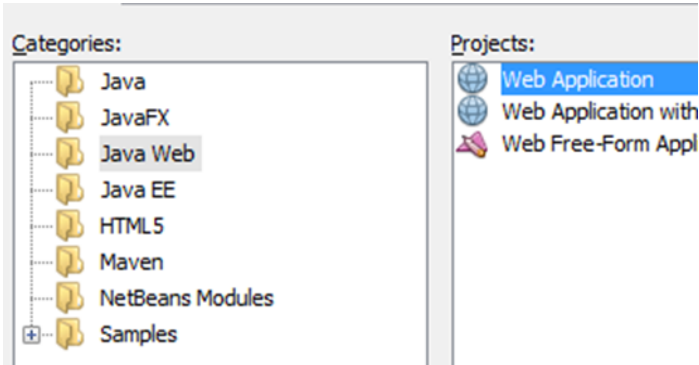 Categories:
Java
JavaFX
Java Web
Java EE
HTML5
Maven
NetBeans Modules
Samples
Projects:
Web Application
Web Application with
Web Free-Form Appl